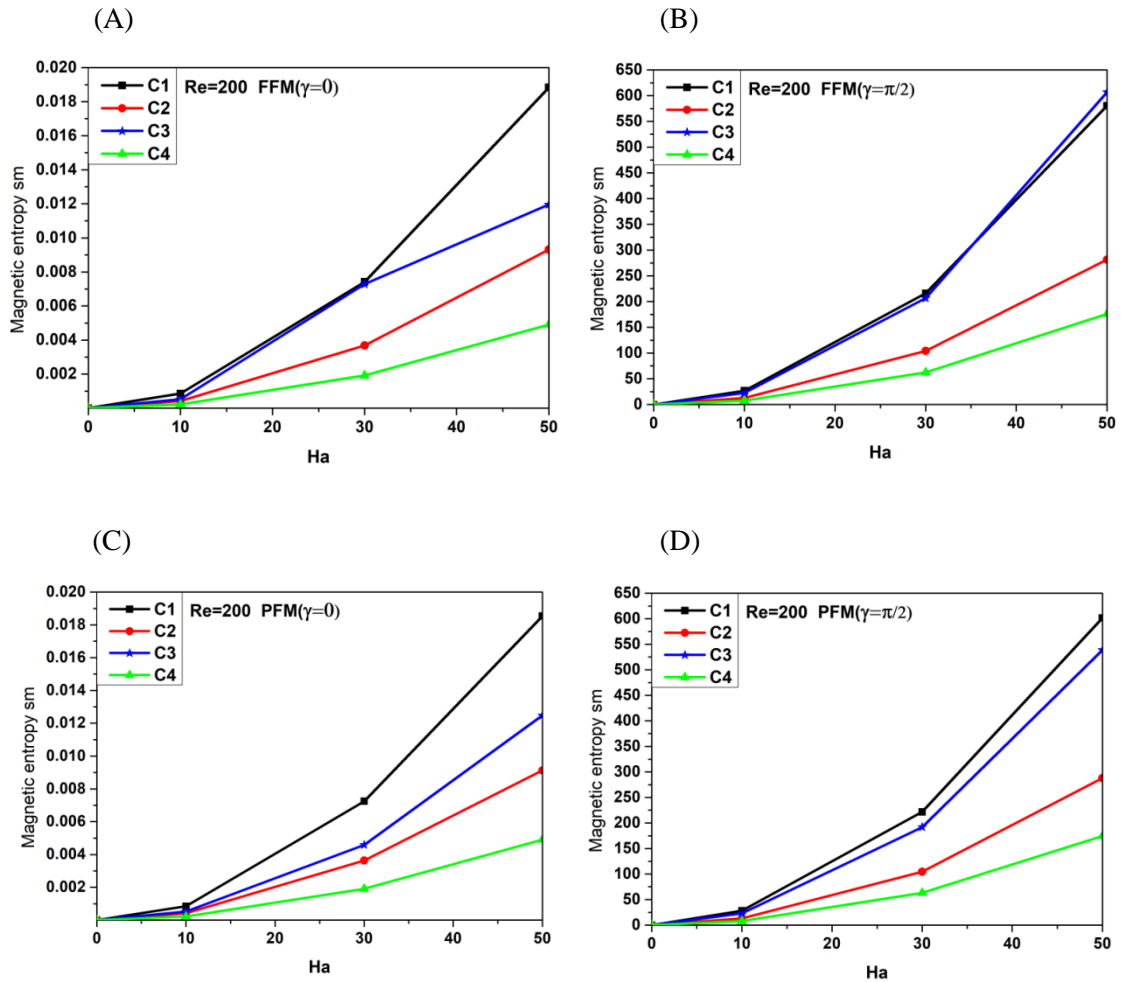 (A)
(B)
0.020
0.018
0.016
0.014
0.012
0.010
0.008
0.006
0.004
0.002
Magnetic entropy sm
C1
C2
C3
C4
Re=200 FFM(γ=0)
0 10 20 30 40 50
Ha
650
600
550
500
450
400
350
300
250
200
150
100
50
0
Magnetic entropy sm
C1
C2
C3
C4
Re=200 FFM(γ=π/2)
0 10 20 30 40 50
Ha
(C)
(D)
0.020
0.018
0.016
0.014
0.012
0.010
0.008
0.006
0.004
0.002
Magnetic entropy sm
C1
C2
C3
C4
Re=200 PFM(γ=0)
0 10 20 30 40 50
Ha
650
600
550
500
450
400
350
300
250
200
150
100
50
0
Magnetic entropy sm
C1
C2
C3
C4
Re=200 PFM(γ=π/2)
0 10 20 30 40 50
Ha